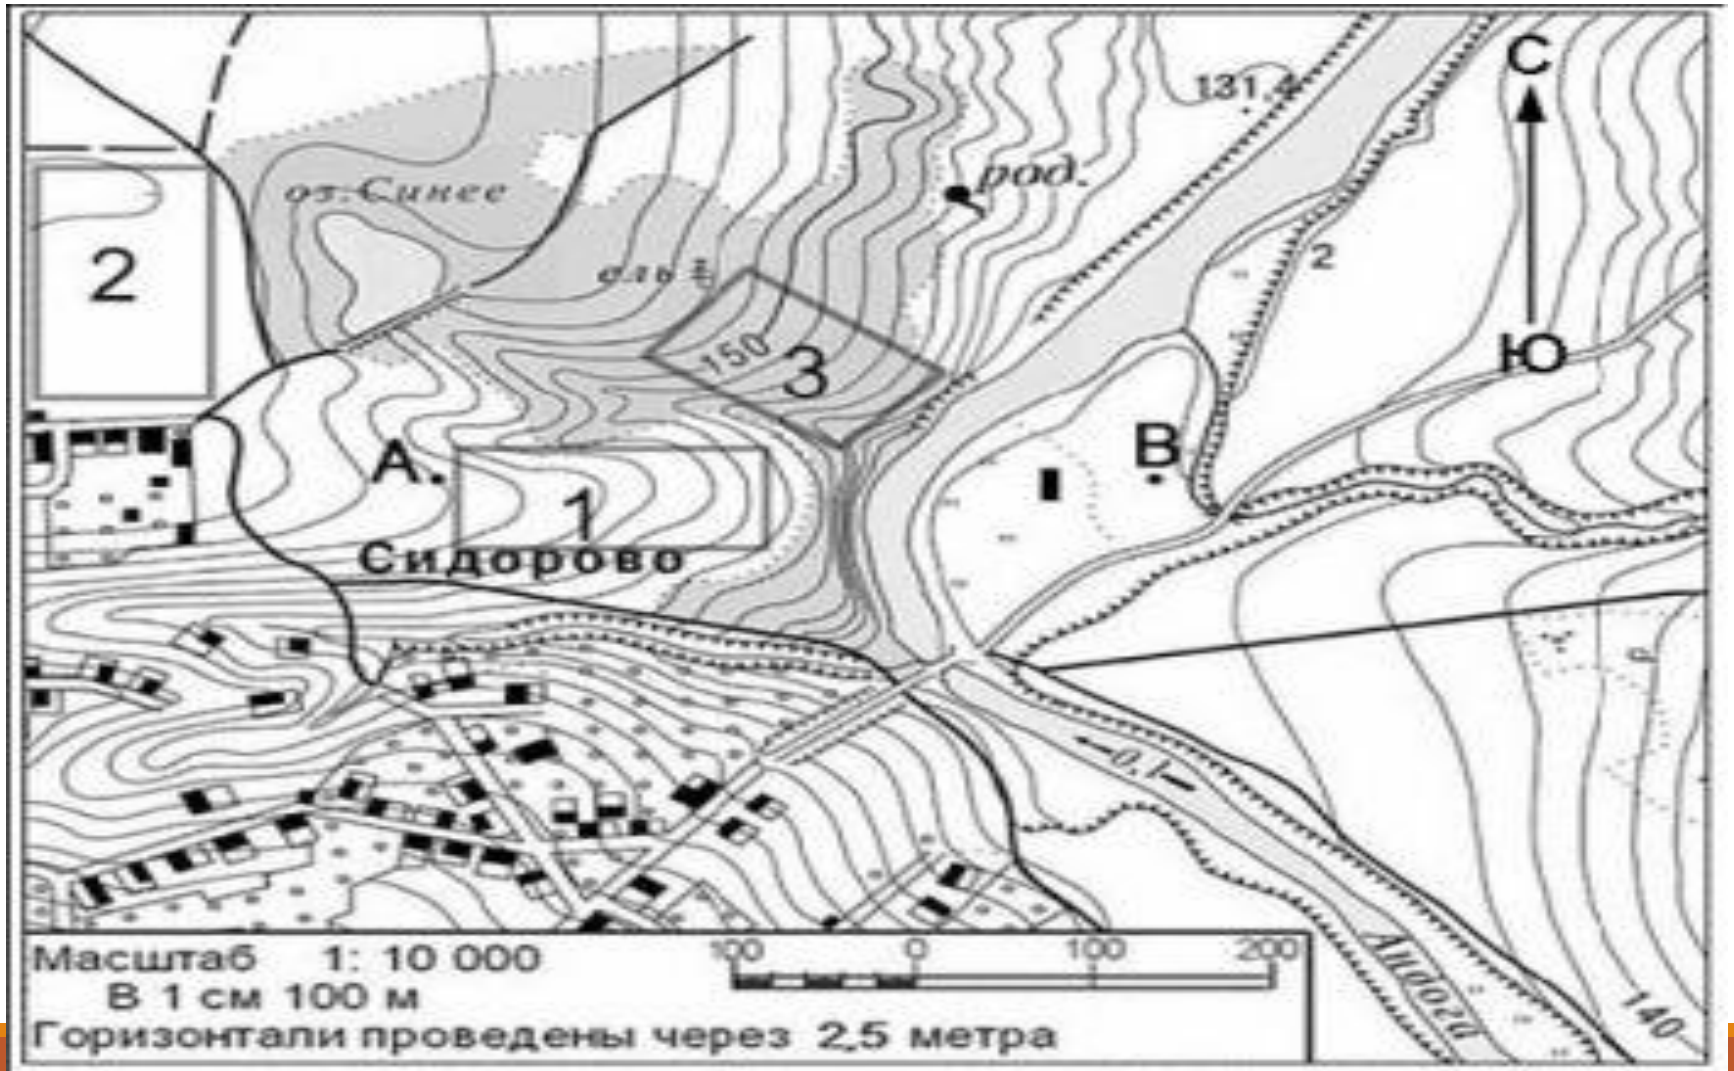 С
131,4
род.
оз.Синее
2
2
ель
Ю
150
3
В
А.
1
Сидорово
0,1
Андога
140
Масштаб 1: 10 000
В 1 см 100 м
Горизонтали проведены через 2,5 метра
100 0 100 200